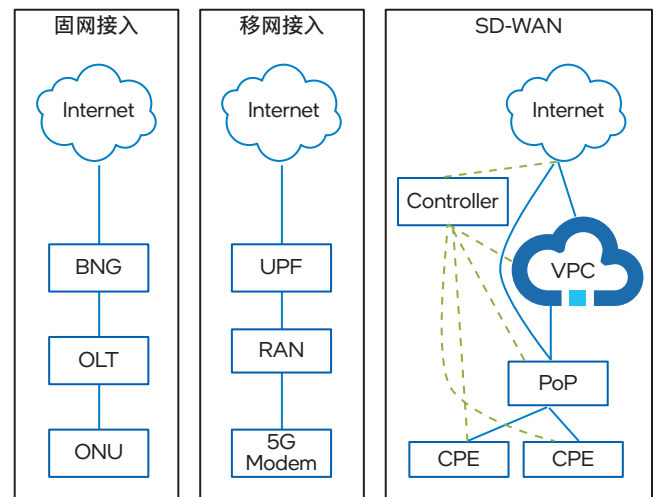 固网接入
Internet
BNG
OLT
ONU
移网接入
Internet
UPF
RAN
5G
Modem
SD-WAN
Internet
Controller
VPC
PoP
CPE
CPE